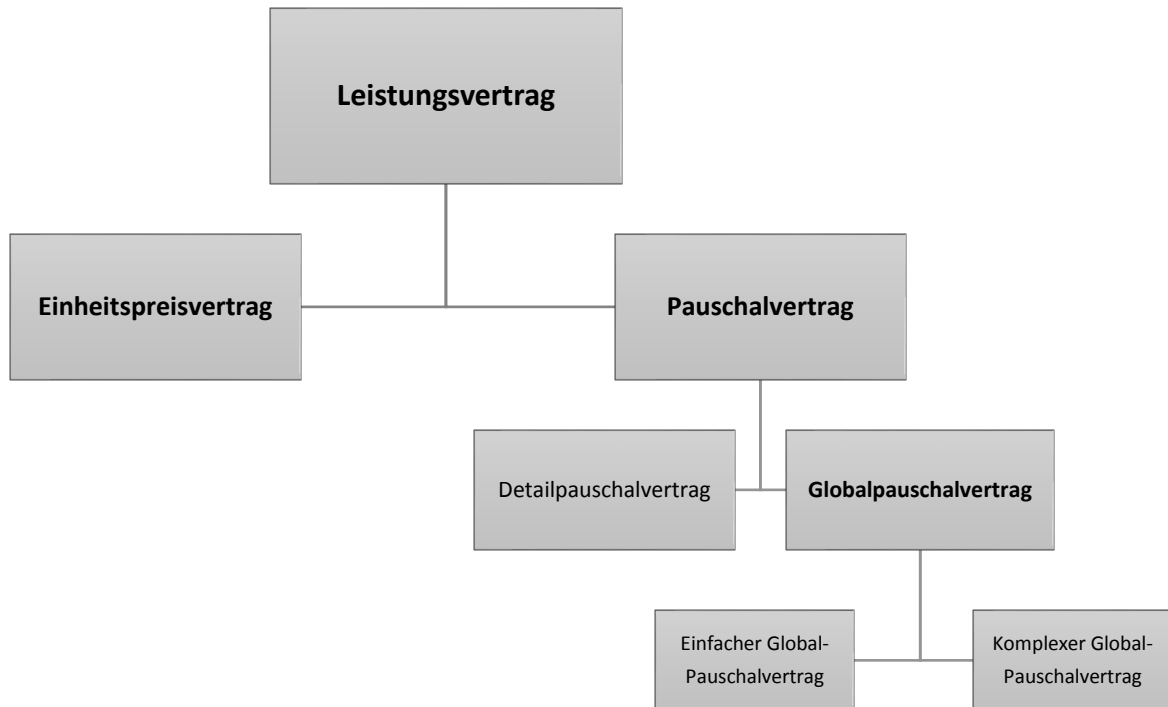 Leistungsvertrag
Einheitspreisvertrag
Pauschalvertrag
Detailpauschalvertrag
Globalpauschalvertrag
Einfacher Global-
Pauschalvertrag
Komplexer Global-
Pauschalvertrag